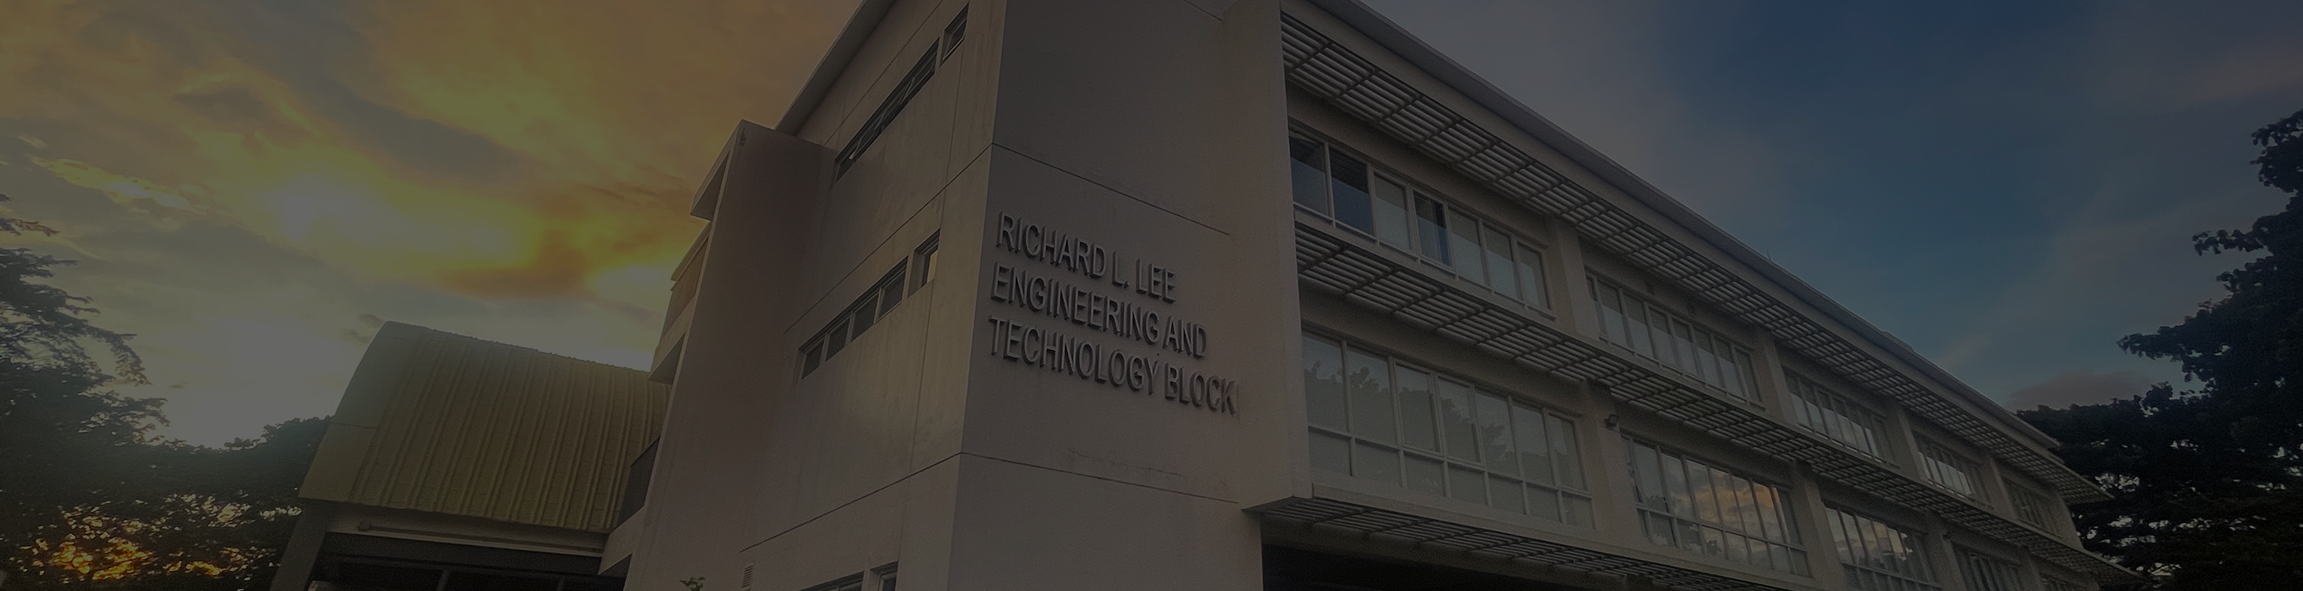 RICHARD L. LEE
ENGINEERING AND
TECHNOLOGY BLOCK